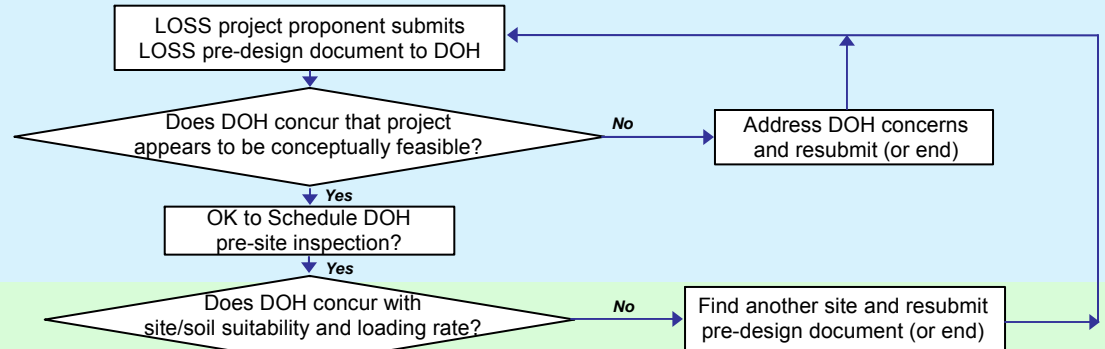 LOSS project proponent submits
LOSS pre-design document to DOH
Does DOH concur that project
appears to be conceptually feasible?
No
Address DOH concerns
and resubmit (or end)
Yes
OK to Schedule DOH
pre-site inspection?
Yes
Does DOH concur with
site/soil suitability and loading rate?
No
Find another site and resubmit
pre-design document (or end)